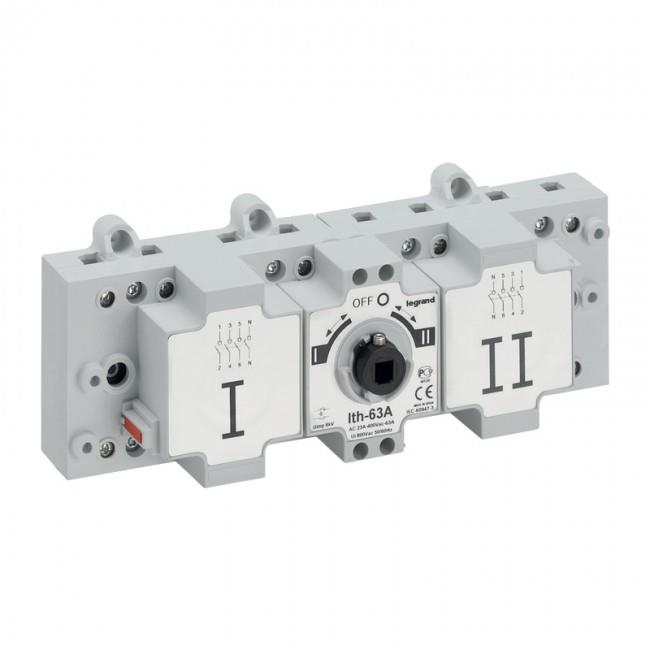 OFF O legrand
I II
Ith-63A
Uimp 8kV
AC 23A-400Vac-63A
Ui 800Vac 50/60Hz
CE
IEC 60947-3
1 3 5 N
2 4 6 N
I
N 5 3 1
N 6 4 2
II